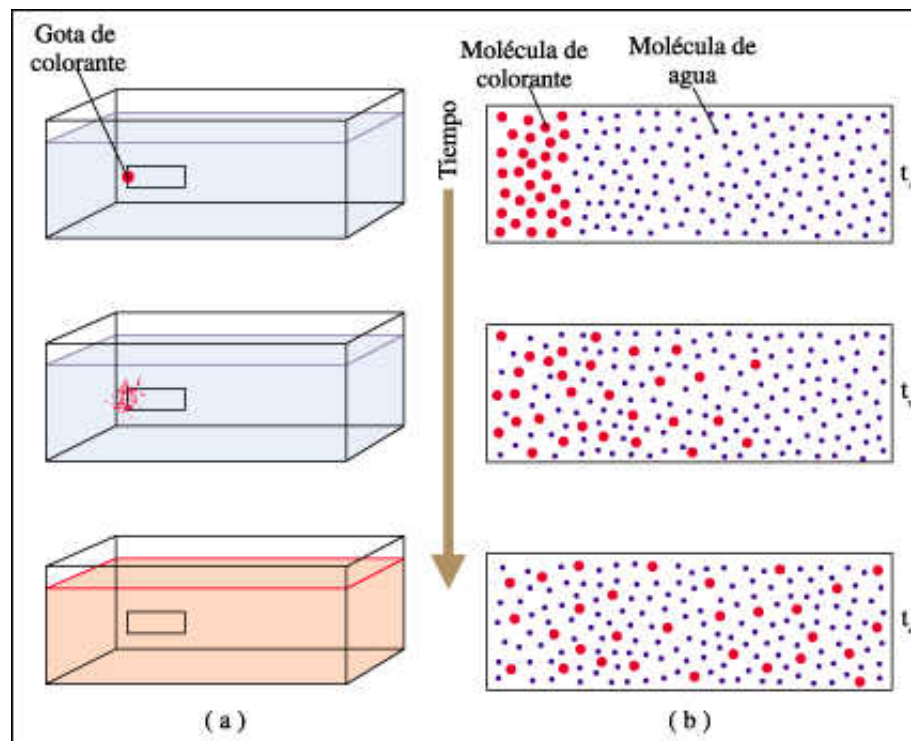 Gota de
colorante
Molécula de
colorante
Molécula de
agua
Tiempo
t
t
t
( a )
( b )